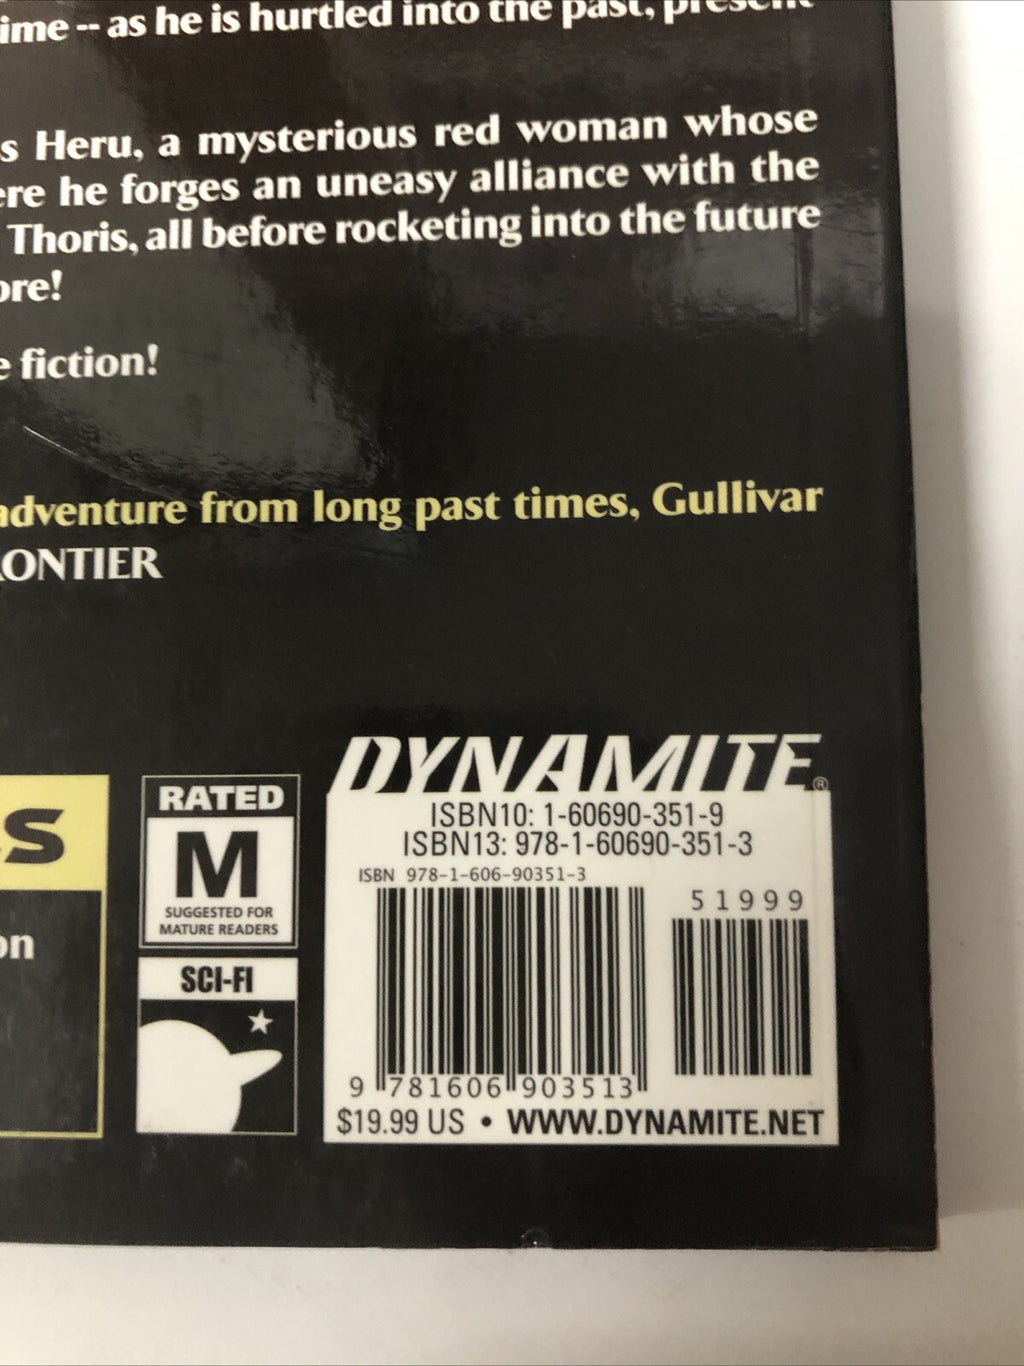 ime -- as he is hurtled into the past, present
s Heru, a mysterious red woman whose
ere he forges an uneasy alliance with the
Thoris, all before rocketing into the future
ore!
e fiction!
adventure from long past times, Gullivar
RONTIER
S
on
RATED
M
SUGGESTED FOR
MATURE READERS
SCI-FI
DYNAMITE®
ISBN10: 1-60690-351-9
ISBN13: 978-1-60690-351-3
ISBN 978-1-606-90351-3
51999
9 781606 903513
$19.99 US • WWW.DYNAMITE.NET